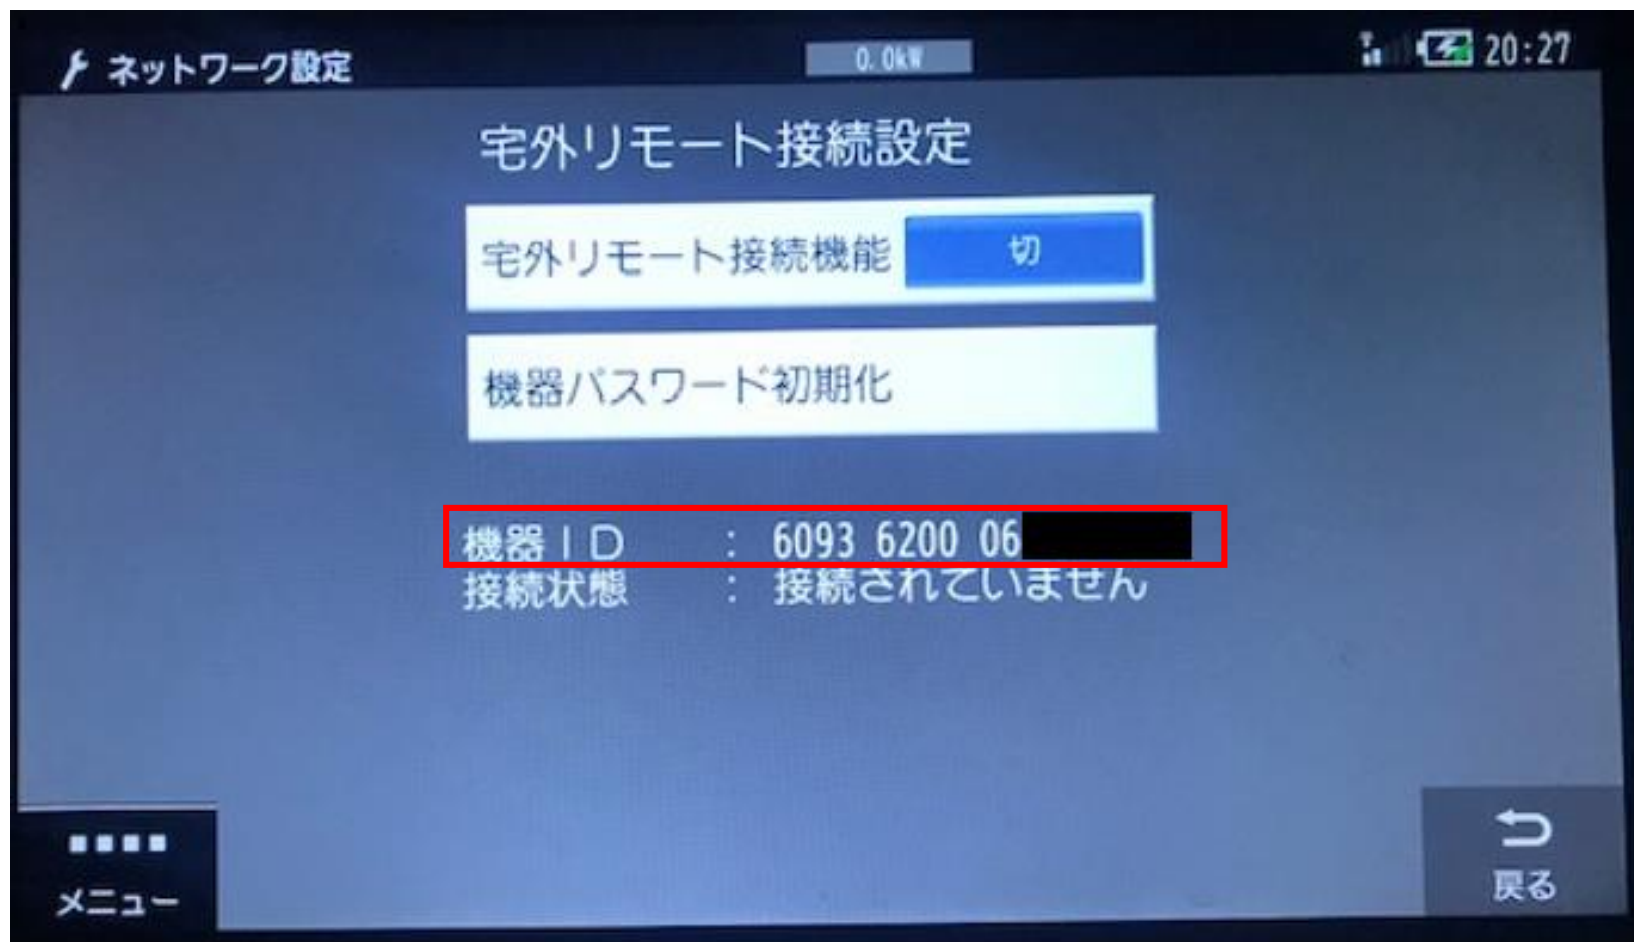 ネットワーク設定
0.0kW
20:27
宅外リモート接続設定
宅外リモート接続機能 切
機器パスワード初期化
機器ID : 6093 6200 06
接続状態 : 接続されていません
メニュー
戻る